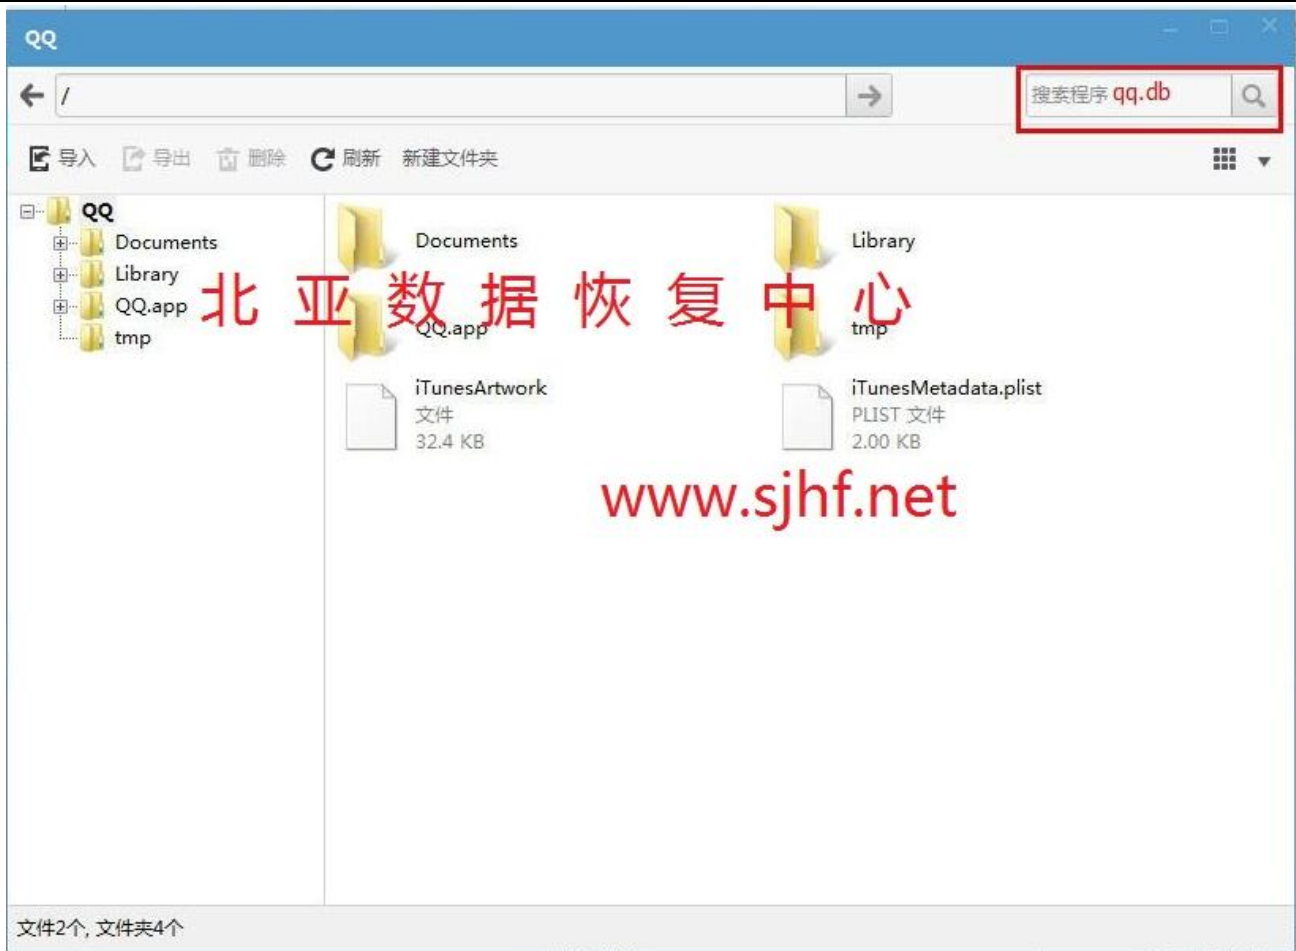 QQ
/
搜索程序 qq.db
导入 导出 删除 刷新 新建文件夹
QQ
Documents
Library
QQ.app
tmp
Documents
Library
北亚数据恢复中心
QQ.app
tmp
iTunesArtwork
文件
32.4 KB
iTunesMetadata.plist
PLIST 文件
2.00 KB
www.sjhf.net
文件2个, 文件夹4个